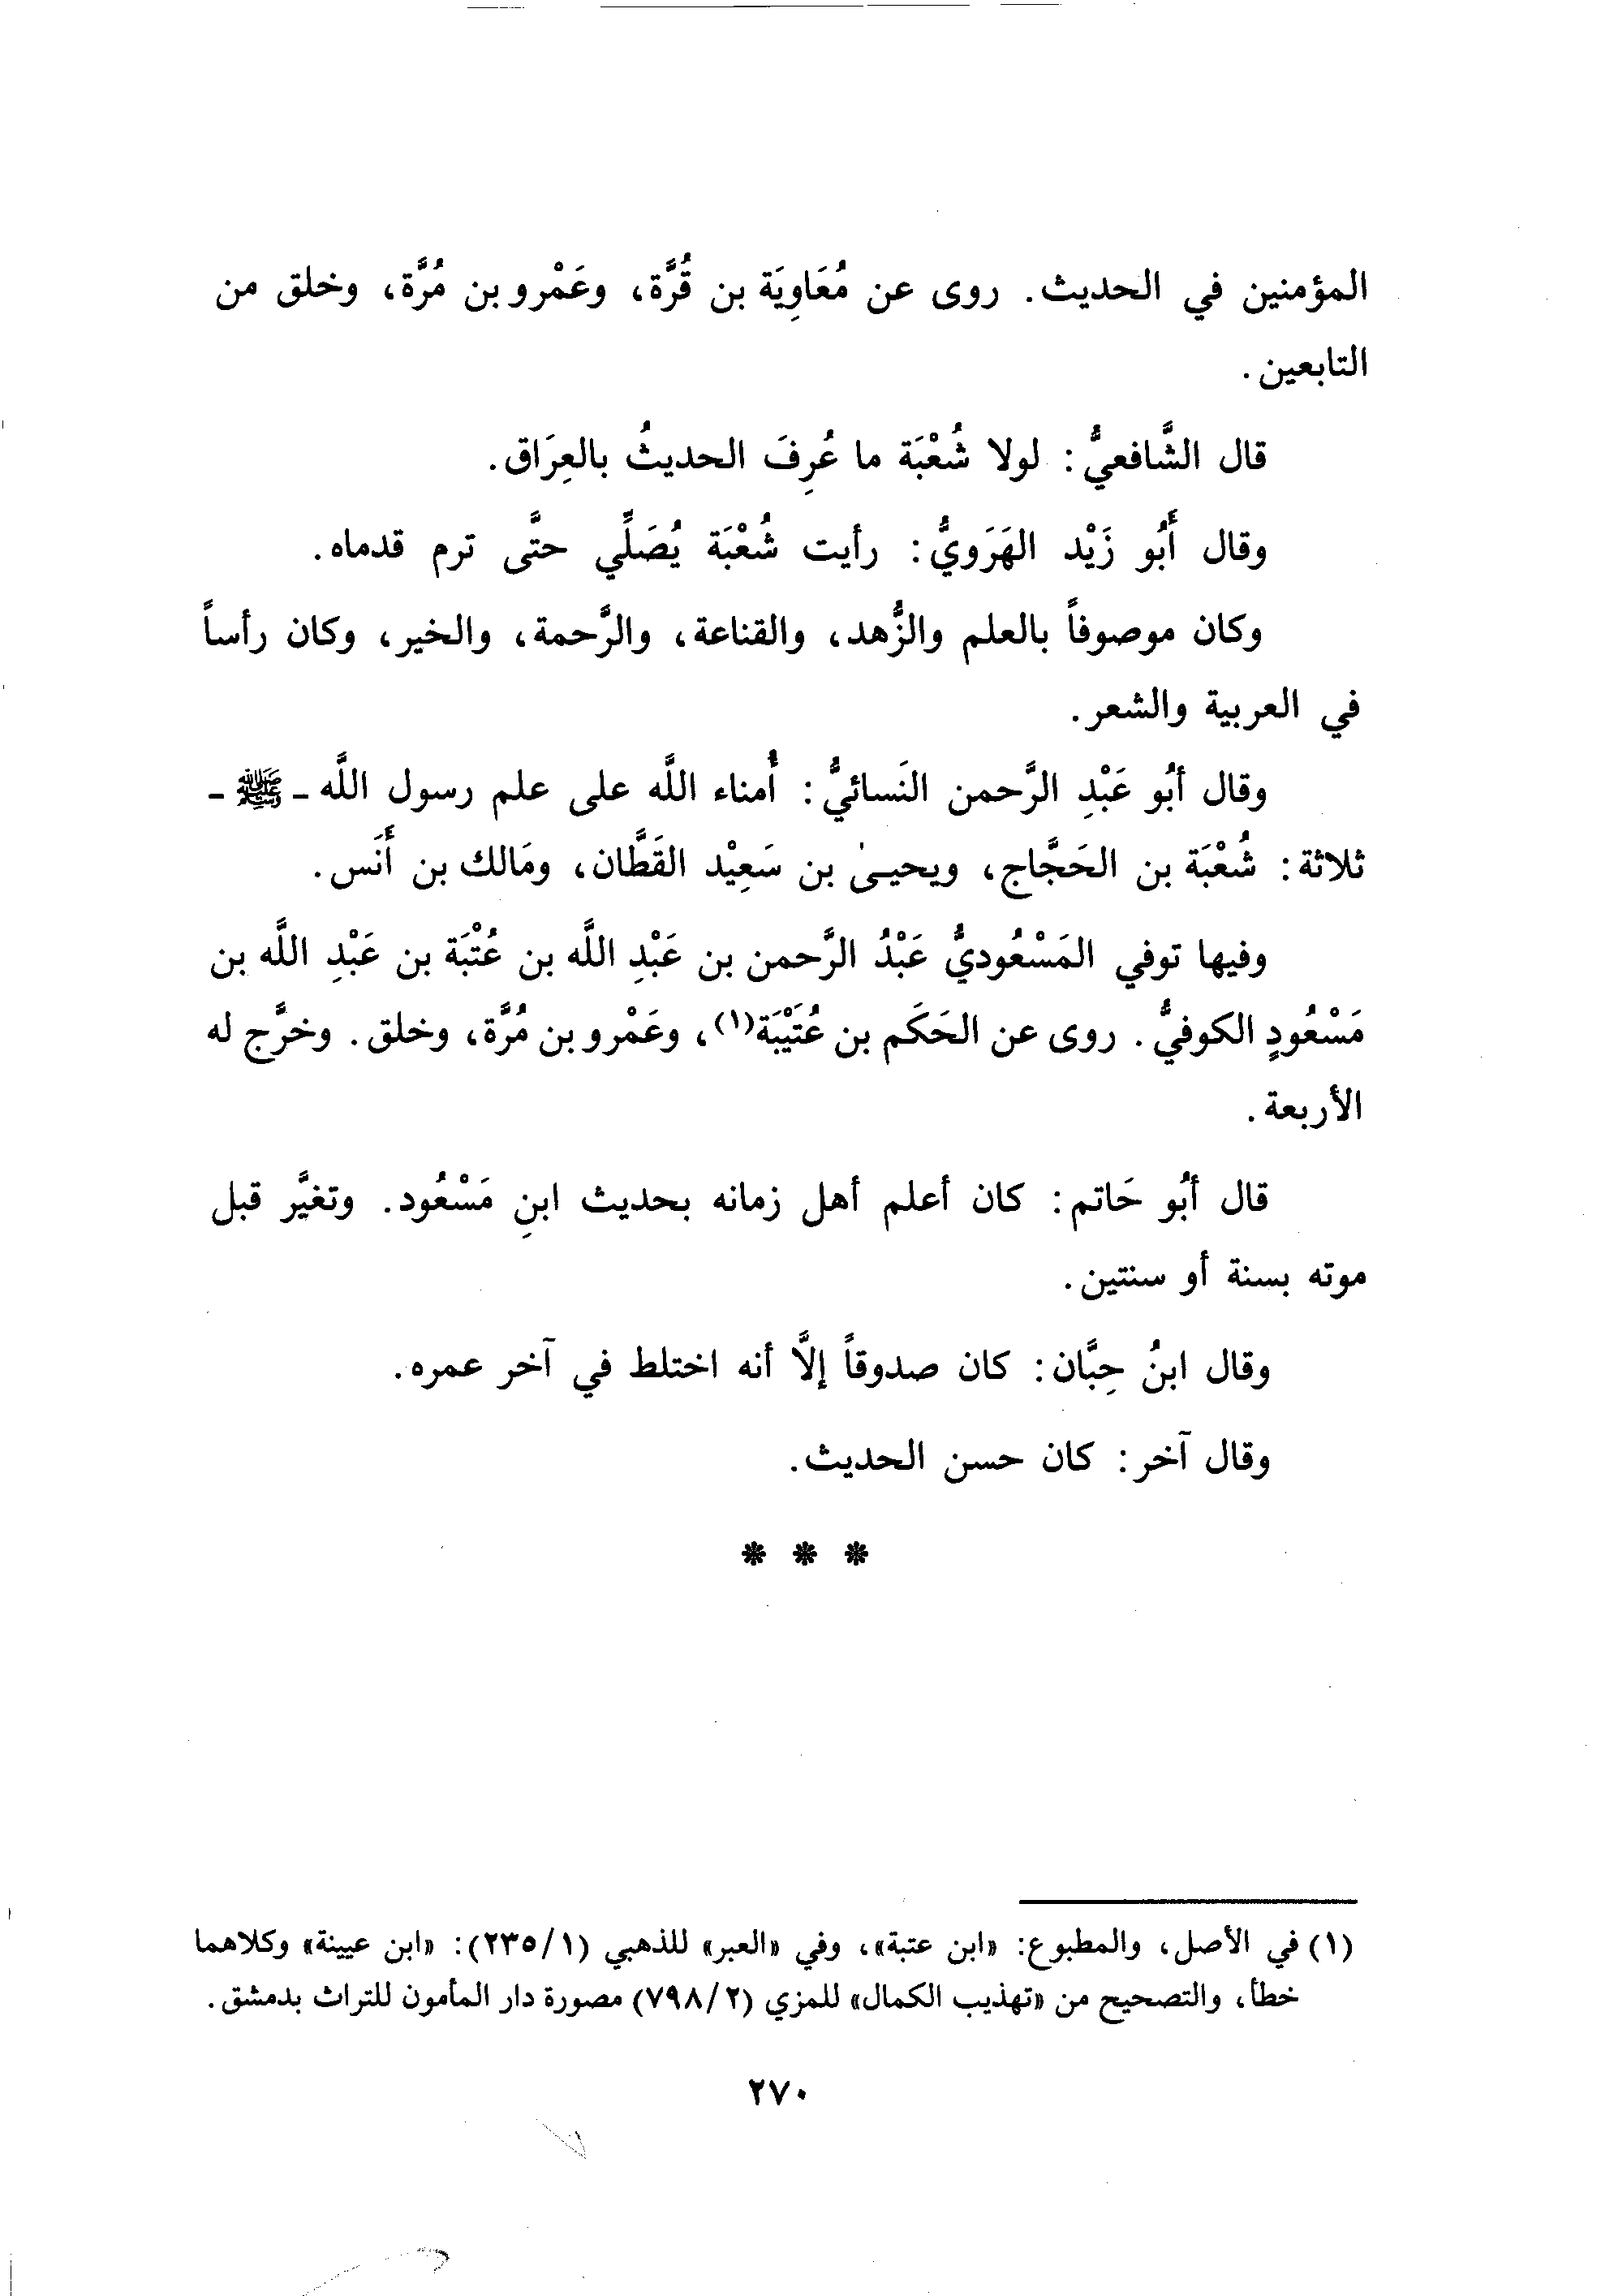 المؤمنين في الحديث. روى عن مُعَاوِيَة بن قُرَّة، وعَمْرو بن مُرَّة، وخلق من
التابعين.
قال الشَّافعيُّ: لولا شُعْبَة ما عُرِفَ الحديثُ بالعِرَاق.
وقال أَبُو زَيْد الهَرَويُّ: رأيت شُعْبَة يُصَلِّي حتَّى ترم قدماه.
وكان موصوفاً بالعلم والزُّهد، والقناعة، والرَّحمة، والخير، وكان رأساً
في العربية والشعر.
وقال أبُو عَبْدِ الرَّحمن النَسائيُّ: أُمناء اللَّه على علم رسول اللَّه - ﷺ -
ثلاثة: شُعْبَة بن الحَجَّاج، ويحيىٰ بن سَعِيْد القَطَّان، ومَالك بن أَنَس.
وفيها توفي المَسْعُوديُّ عَبْدُ الرَّحمن بن عَبْدِ اللَّه بن عُتْبَة بن عَبْدِ اللَّه بن
مَسْعُودٍ الكوفيُّ. روى عن الحَكَم بن عُتَيْبَة(١)، وعَمْرو بن مُرَّة، وخلق. وخرَّج له
الأربعة.
قال أبُو حَاتم: كان أعلم أهل زمانه بحديث ابنِ مَسْعُود. وتغيَّر قبل
موته بسنة أو سنتين.
وقال ابنُ حِبَّان: كان صدوقاً إلَّا أنه اختلط في آخر عمره.
وقال آخر: كان حسن الحديث.
* * *
(١) في الأصل، والمطبوع: «ابن عتبة»، وفي «العبر» للذهبي (٢٣٥/١): «ابن عيينة» وكلاهما
خطأ، والتصحيح من «تهذيب الكمال» للمزي (٧٩٨/٢) مصورة دار المأمون للتراث بدمشق.
٢٧٠